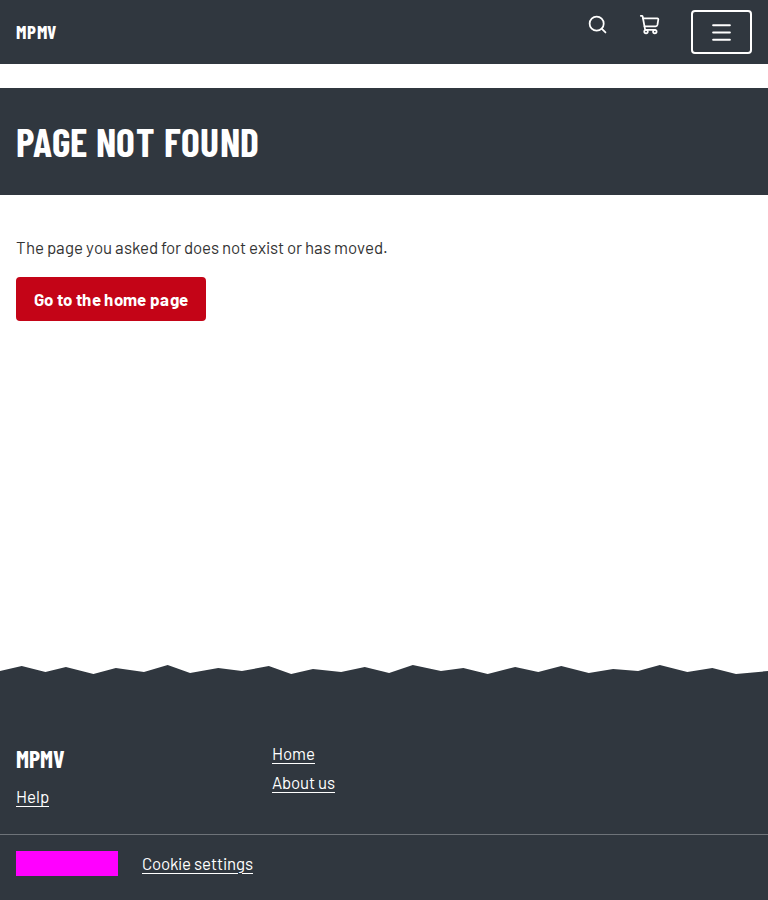 MPMV
PAGE NOT FOUND
The page you asked for does not exist or has moved.
Go to the home page
MPMV
Help
Home
About us
Cookie settings